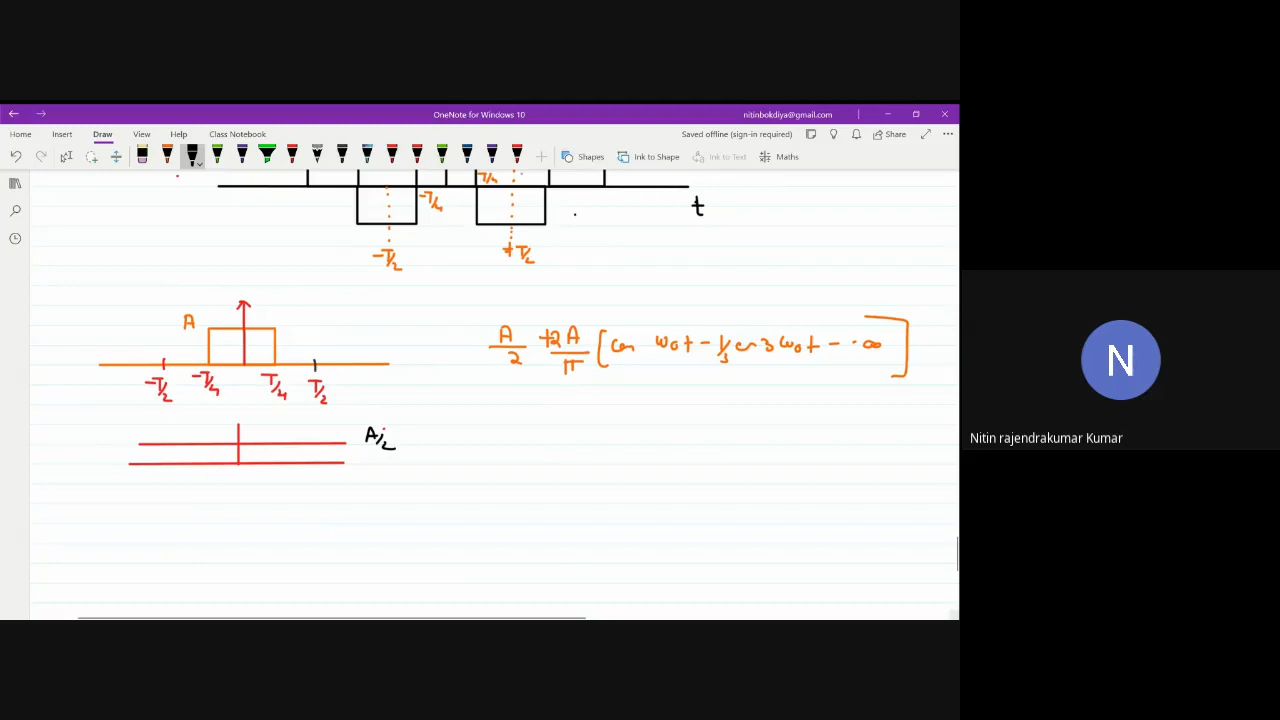 OneNote for Windows 10
nitinbokdiya@gmail.com
Home Insert Draw View Help Class Notebook
Saved offline (sign-in required)
Share
Shapes
Ink to Shape
Ink to Text
Maths
T/4
-T/4
t
-T/2
+T/2
A
-T/2 -T/4 T/4 T/2
A/2 +2A/π [cos ω₀t - 1/3 cos 3ω₀t - ... ∞]
A/2
N
Nitin rajendrakumar Kumar